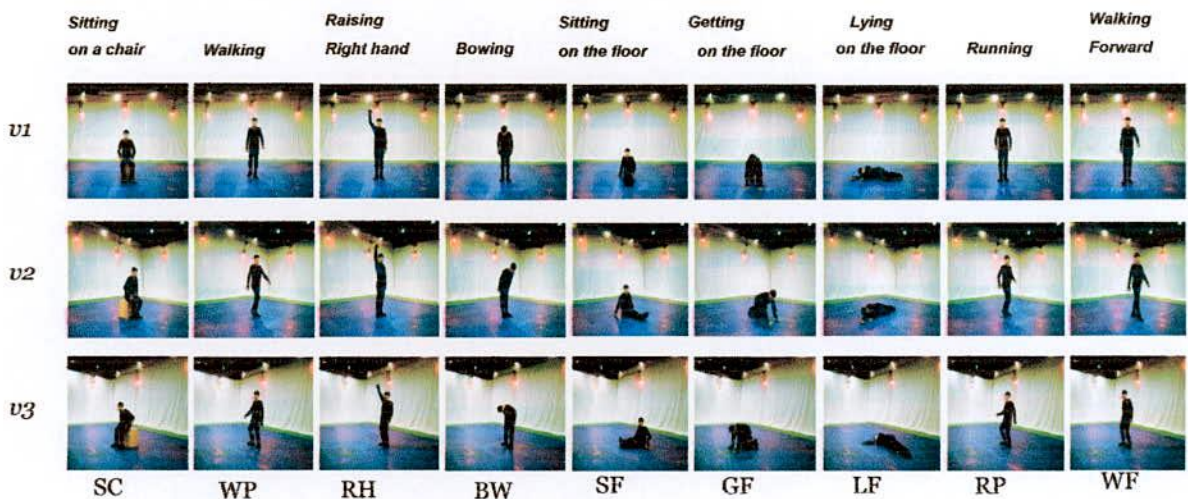 Sitting
on a chair
Waiking
Raising
Right hand
Bowing
Sitting
on the floor
Getting
on the floor
Lying
on the floor
Running
Walking
Forward
v1
v2
v3
SC
WP
RH
BW
SF
GF
LF
RP
WF